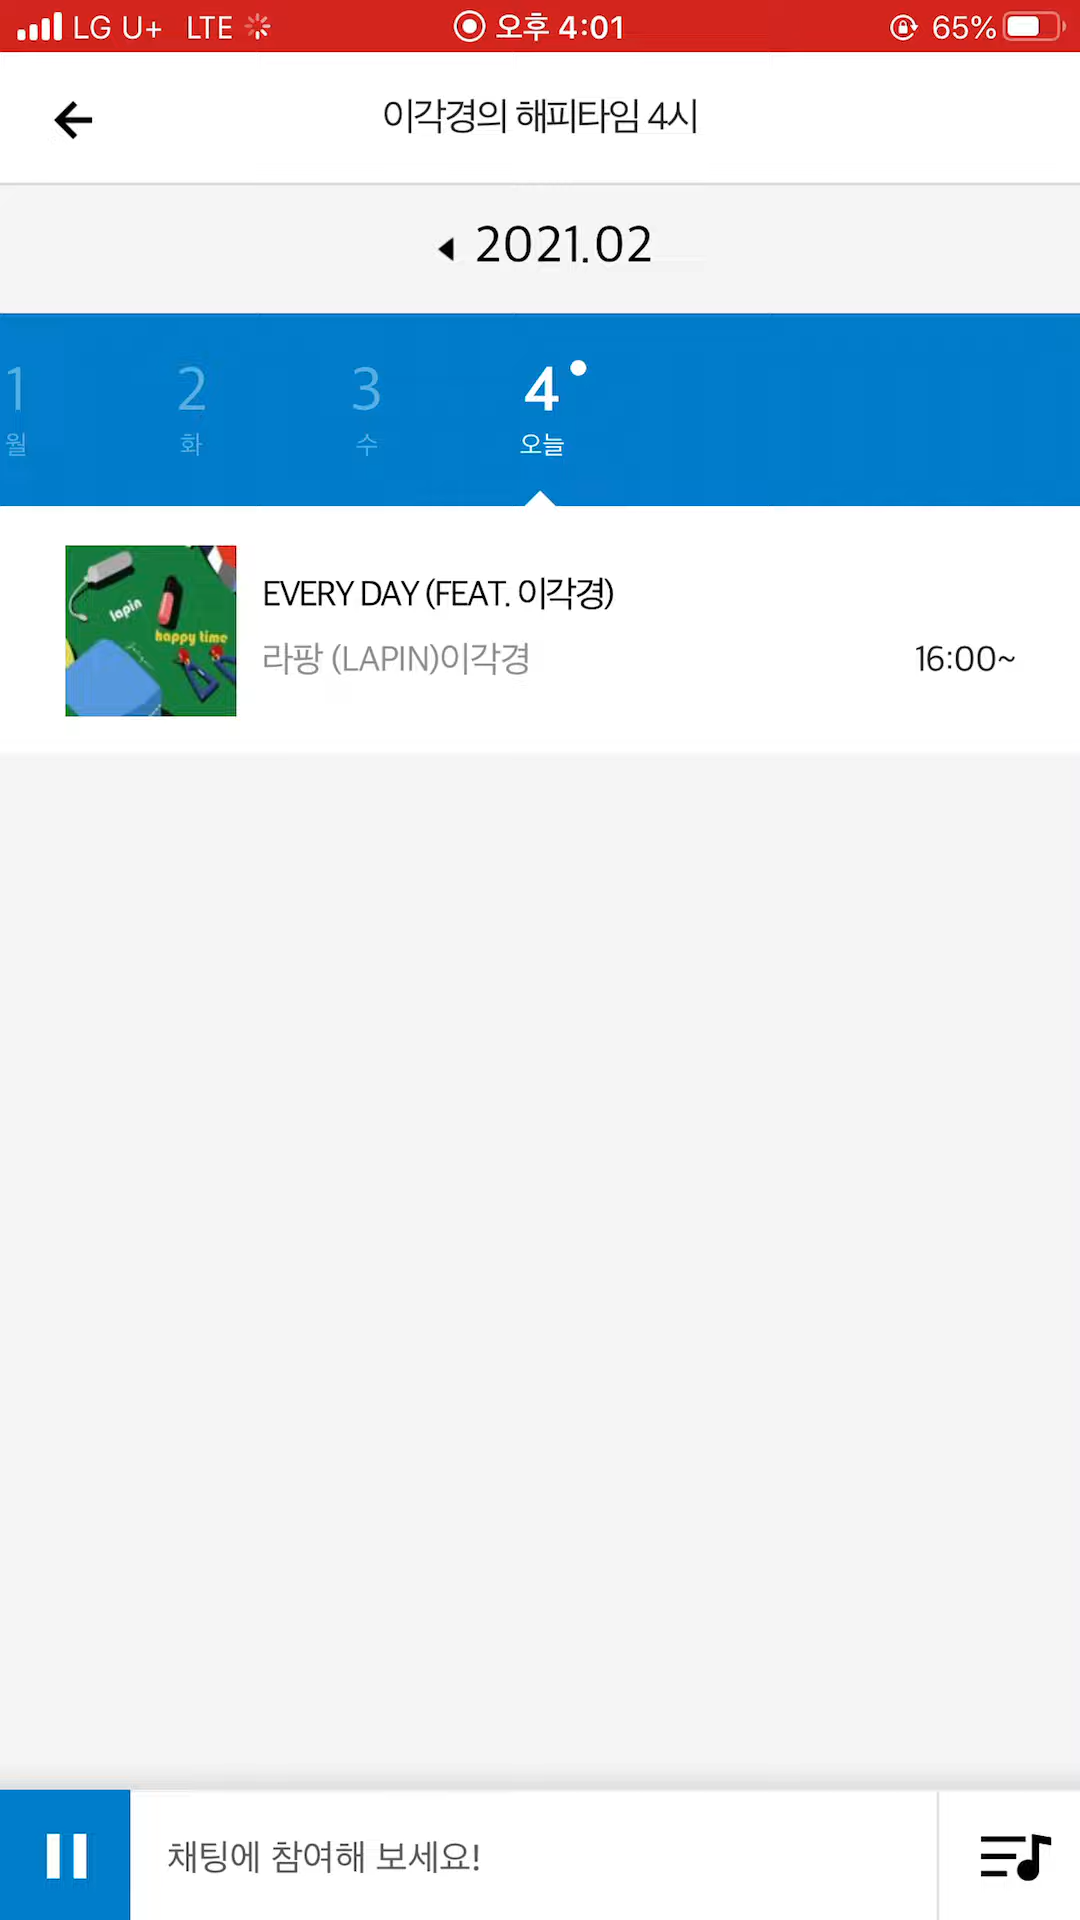 LG U+ LTE 오후 4:01 65%
이각경의 해피타임 4시
2021.02
1 2 3 4
월 화 수 오늘
lapin
happy time
EVERY DAY (FEAT. 이각경)
라팡 (LAPIN)이각경 16:00~
채팅에 참여해 보세요!